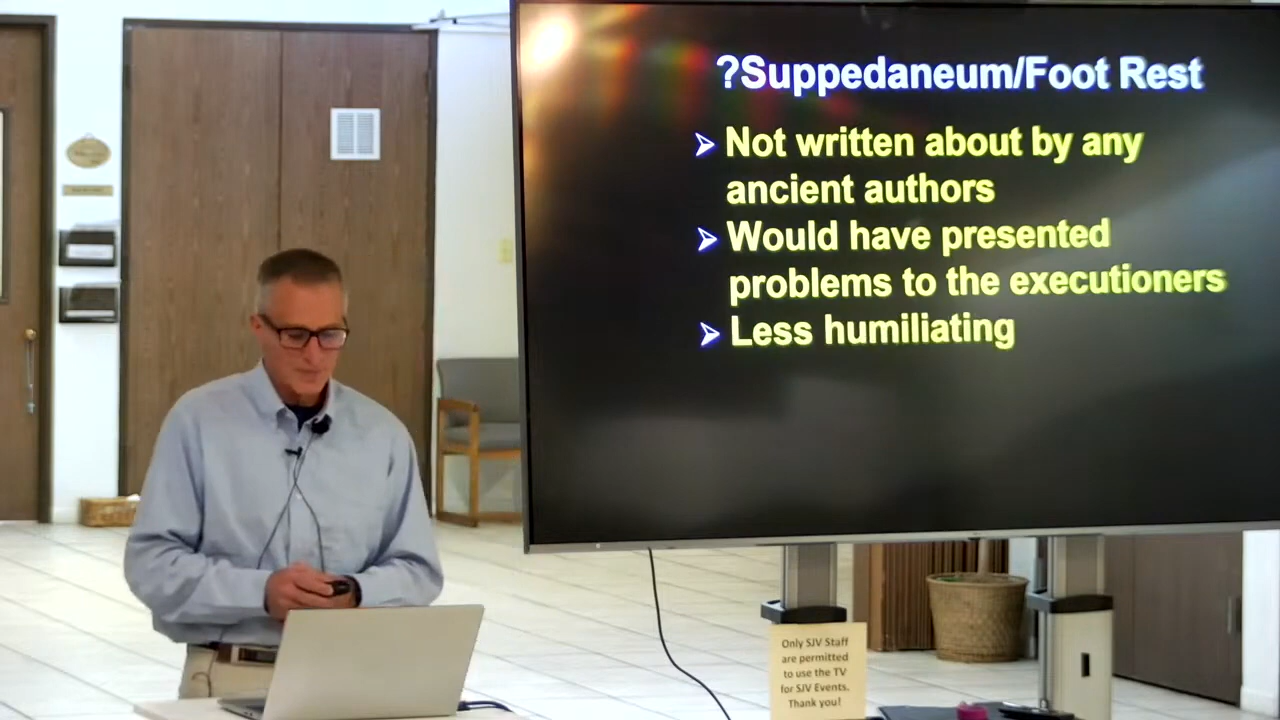 ?Suppedaneum/Foot Rest
Not written about by any
ancient authors
Would have presented
problems to the executioners
Less humiliating
Only SJV Staff
are permitted
to use the TV
for SJV Events.
Thank you!